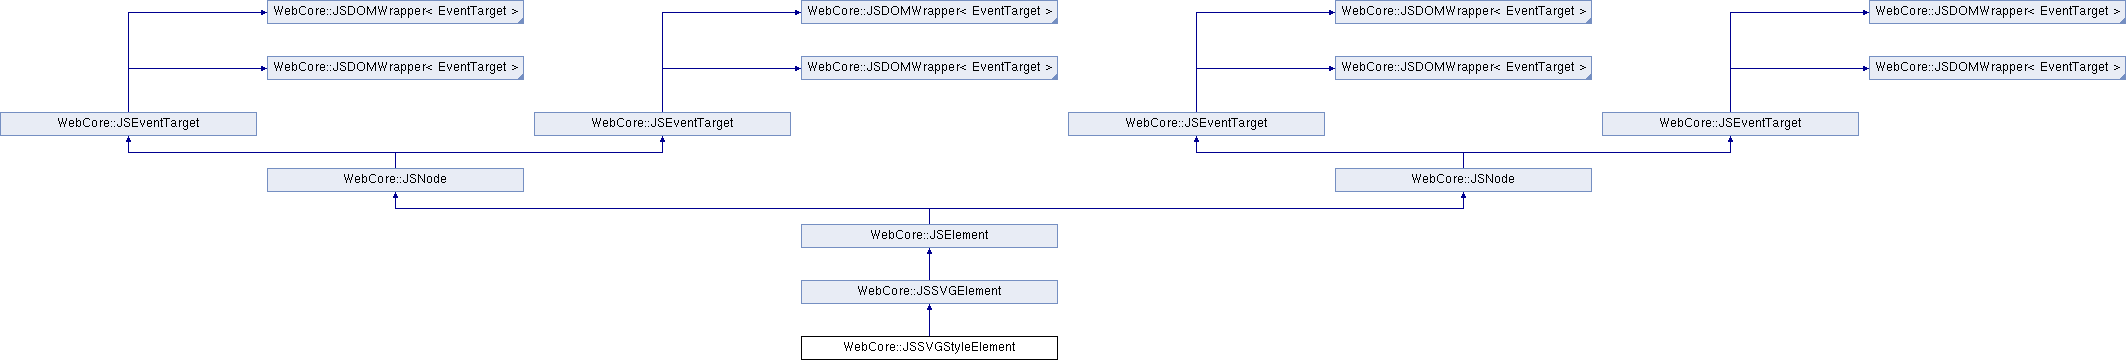 WebCore::JSDOMWrapper< EventTarget >
WebCore::JSDOMWrapper< EventTarget >
WebCore::JSDOMWrapper< EventTarget >
WebCore::JSDOMWrapper< EventTarget >
WebCore::JSDOMWrapper< EventTarget >
WebCore::JSDOMWrapper< EventTarget >
WebCore::JSDOMWrapper< EventTarget >
WebCore::JSDOMWrapper< EventTarget >
WebCore::JSEventTarget
WebCore::JSEventTarget
WebCore::JSEventTarget
WebCore::JSEventTarget
WebCore::JSNode
WebCore::JSNode
WebCore::JSElement
WebCore::JSSVGElement
WebCore::JSSVGStyleElement